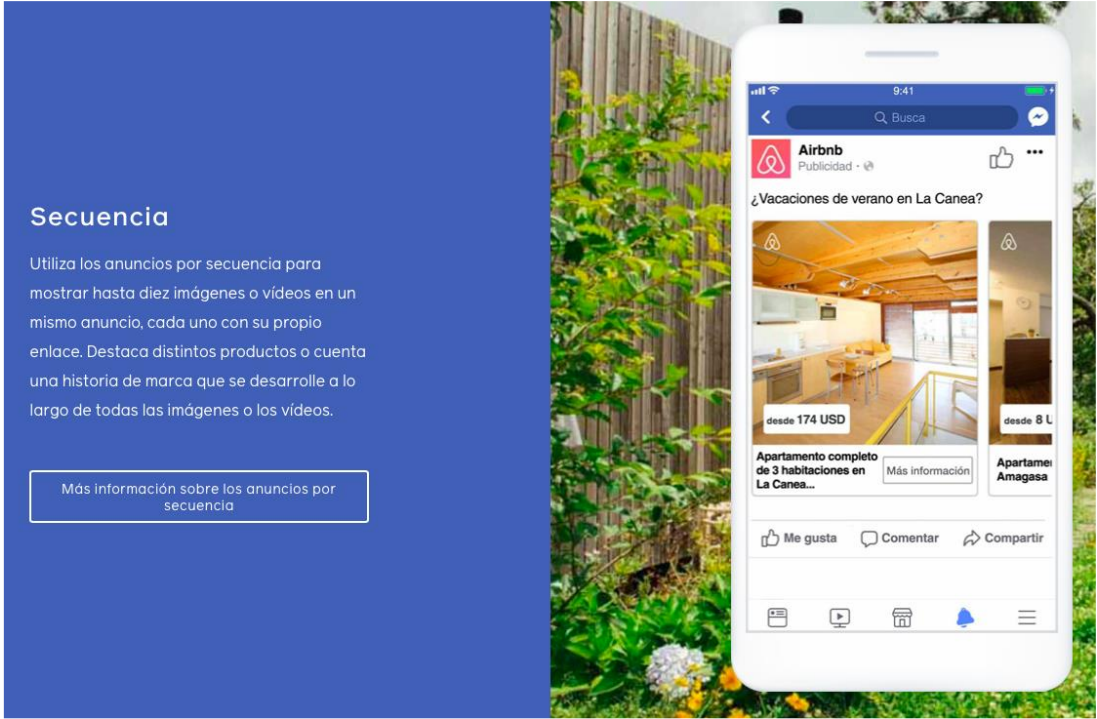 Secuencia
Utiliza los anuncios por secuencia para
mostrar hasta diez imágenes o vídeos en un
mismo anuncio, cada uno con su propio
enlace. Destaca distintos productos o cuenta
una historia de marca que se desarrolle a lo
largo de todas las imágenes o los vídeos.
Más información sobre los anuncios por
secuencia
9:41
Busca
Airbnb
Publicidad ·
¿Vacaciones de verano en La Canea?
desde 174 USD
desde 8 U
Apartamento completo
de 3 habitaciones en
La Canea...
Más información
Apartame
Amagasa
Me gusta
Comentar
Compartir